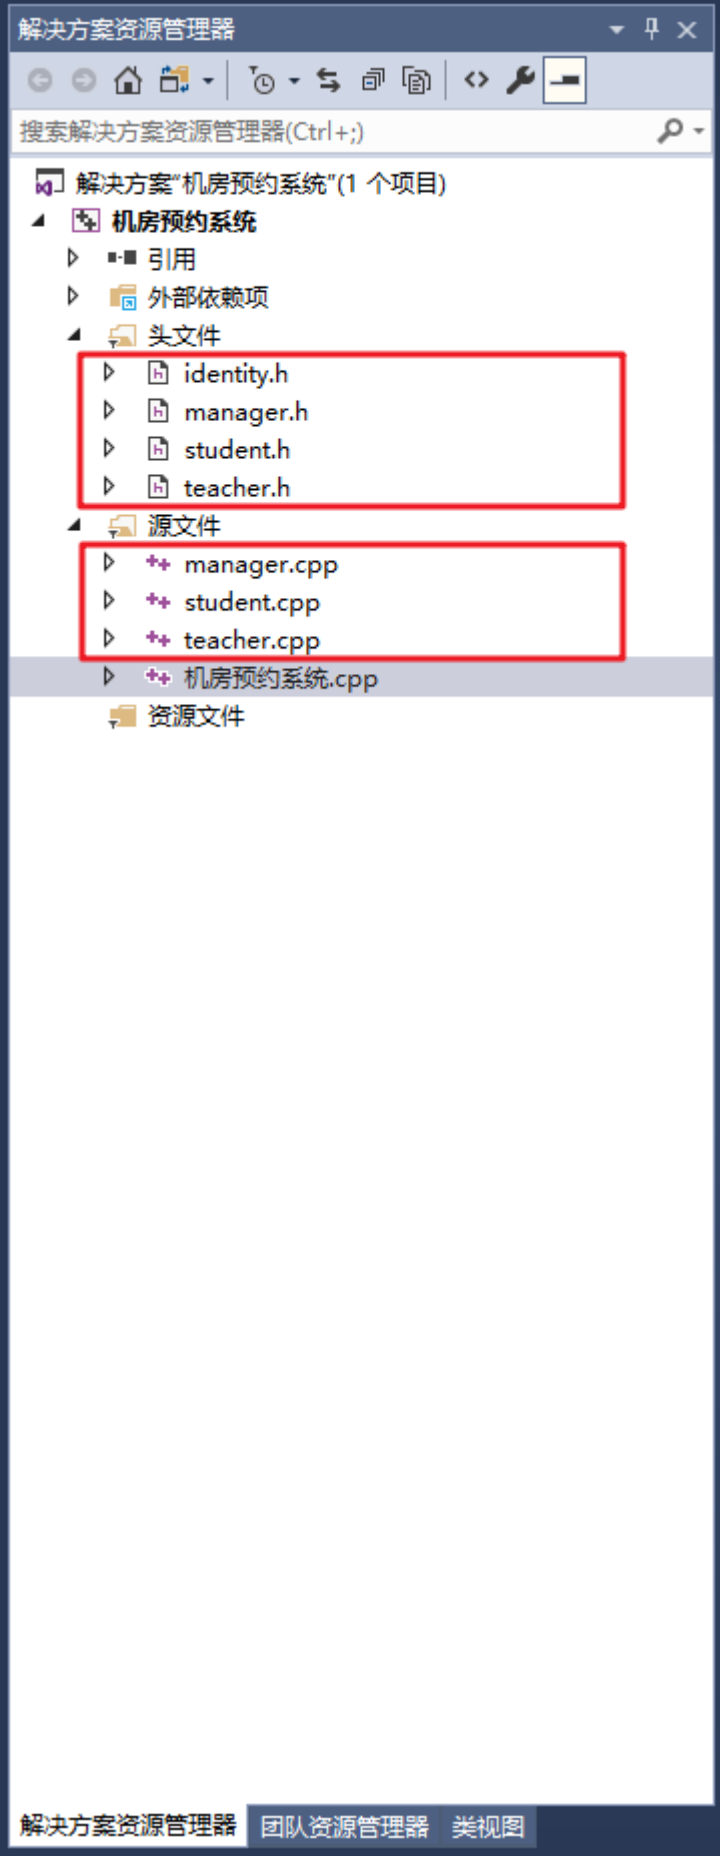 解决方案资源管理器
搜索解决方案资源管理器(Ctrl+;)
解决方案"机房预约系统"(1 个项目)
机房预约系统
引用
外部依赖项
头文件
identity.h
manager.h
student.h
teacher.h
源文件
manager.cpp
student.cpp
teacher.cpp
机房预约系统.cpp
资源文件
解决方案资源管理器 团队资源管理器 类视图